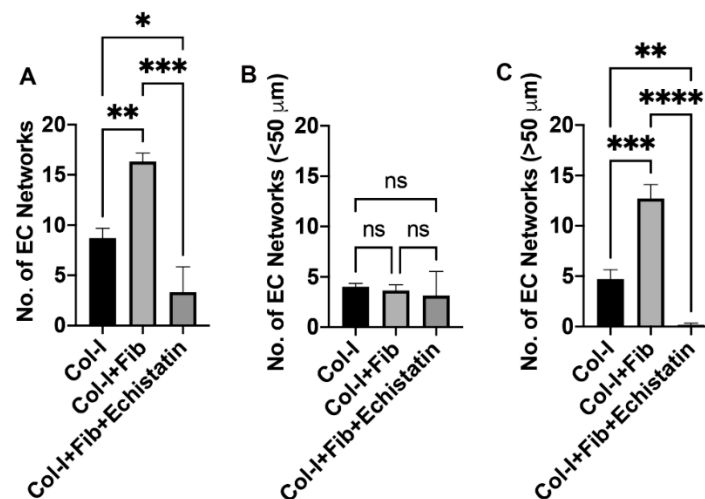 A
No. of EC Networks
20
15
10
5
0
*
***
**
Col-I
Col-I+Fib
Col-I+Fib+Echistatin
B
No. of EC Networks (<50 μm)
20
15
10
5
0
ns
ns
ns
Col-I
Col-I+Fib
Col-I+Fib+Echistatin
C
No. of EC Networks (>50 μm)
20
15
10
5
0
**
****
***
Col-I
Col-I+Fib
Col-I+Fib+Echistatin